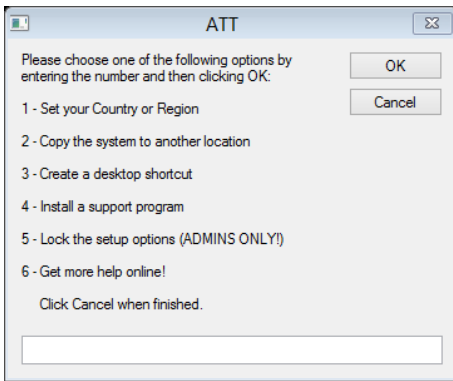 ATT
Please choose one of the following options by
entering the number and then clicking OK:
OK
Cancel
1 - Set your Country or Region
2 - Copy the system to another location
3 - Create a desktop shortcut
4 - Install a support program
5 - Lock the setup options (ADMINS ONLY!)
6 - Get more help online!
Click Cancel when finished.